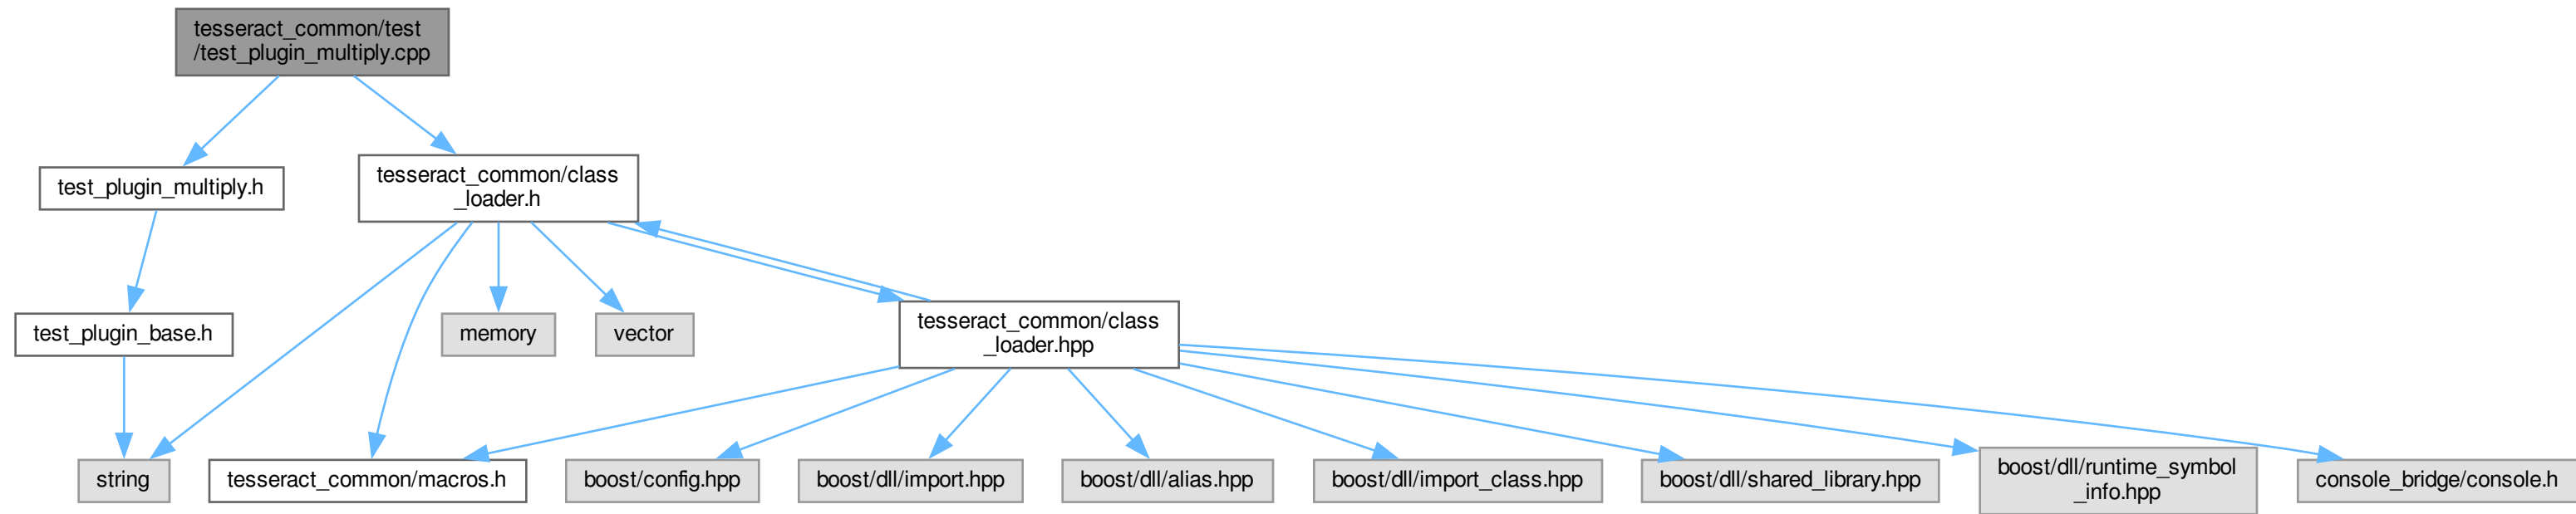 tesseract_common/test
/test_plugin_multiply.cpp
test_plugin_multiply.h
tesseract_common/class
_loader.h
test_plugin_base.h
memory
vector
tesseract_common/class
_loader.hpp
string
tesseract_common/macros.h
boost/config.hpp
boost/dll/import.hpp
boost/dll/alias.hpp
boost/dll/import_class.hpp
boost/dll/shared_library.hpp
boost/dll/runtime_symbol
_info.hpp
console_bridge/console.h